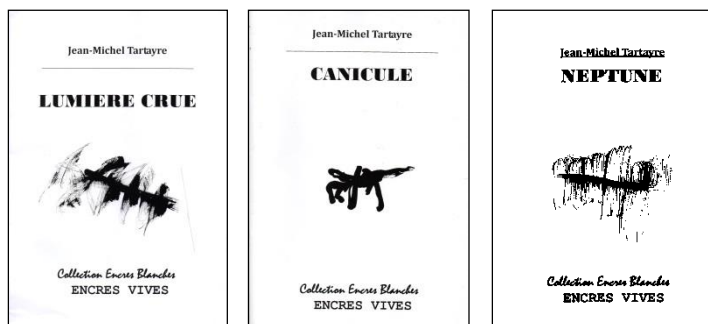 Jean-Michel Tartayre
LUMIERE CRUE
Collection Encres Blanches
ENCRES VIVES
Jean-Michel Tartayre
CANICULE
Collection Encres Blanches
ENCRES VIVES
Jean-Michel Tartayre
NEPTUNE
Collection Encres Blanches
ENCRES VIVES